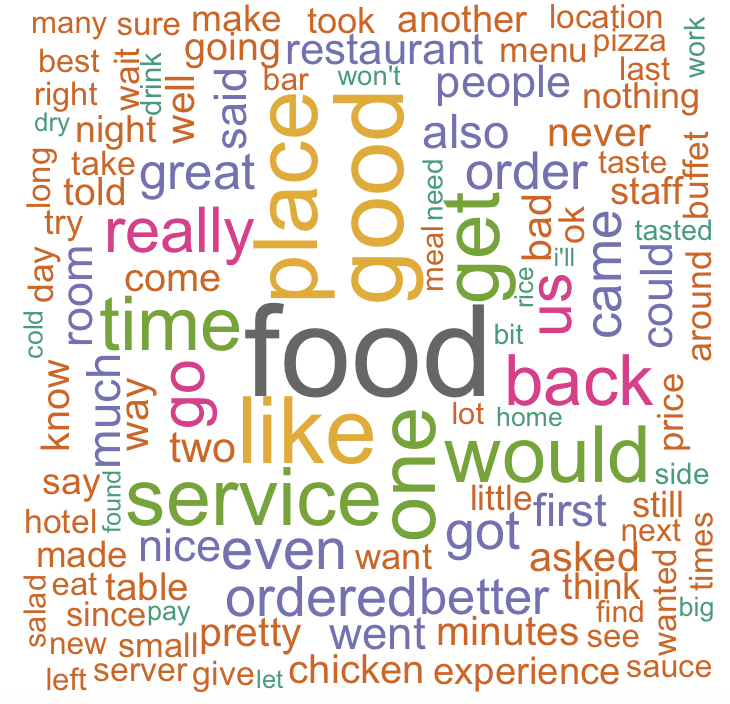 many sure make took another location
best wait drink going restaurant menu pizza work
right well said bar won't people last nothing
dry night place good also never
long take great need order taste staff buffet
told try really get meal bad ok tasted
day room come rice i'll us came could around
cold time food bit
know much way go back price
two like one lot home would side
say found service little first still
hotel nice even got next
made want asked times
salad eat table ordered better think wanted
since pay find big
new small pretty went minutes see
left server give let chicken experience sauce